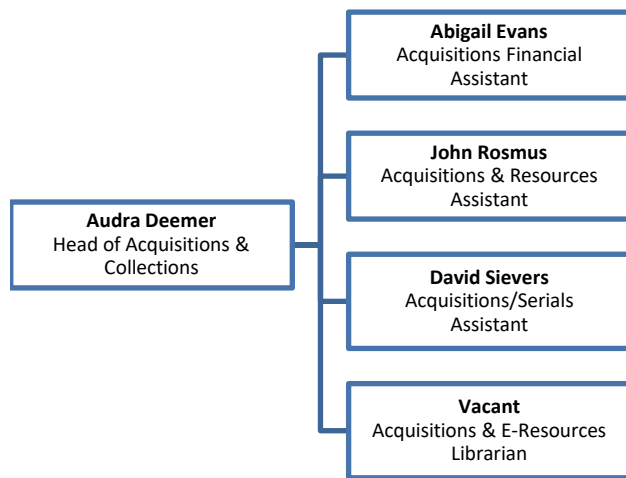 Abigail Evans
Acquisitions Financial
Assistant
John Rosmus
Acquisitions & Resources
Assistant
Audra Deemer
Head of Acquisitions &
Collections
David Sievers
Acquisitions/Serials
Assistant
Vacant
Acquisitions & E-Resources
Librarian